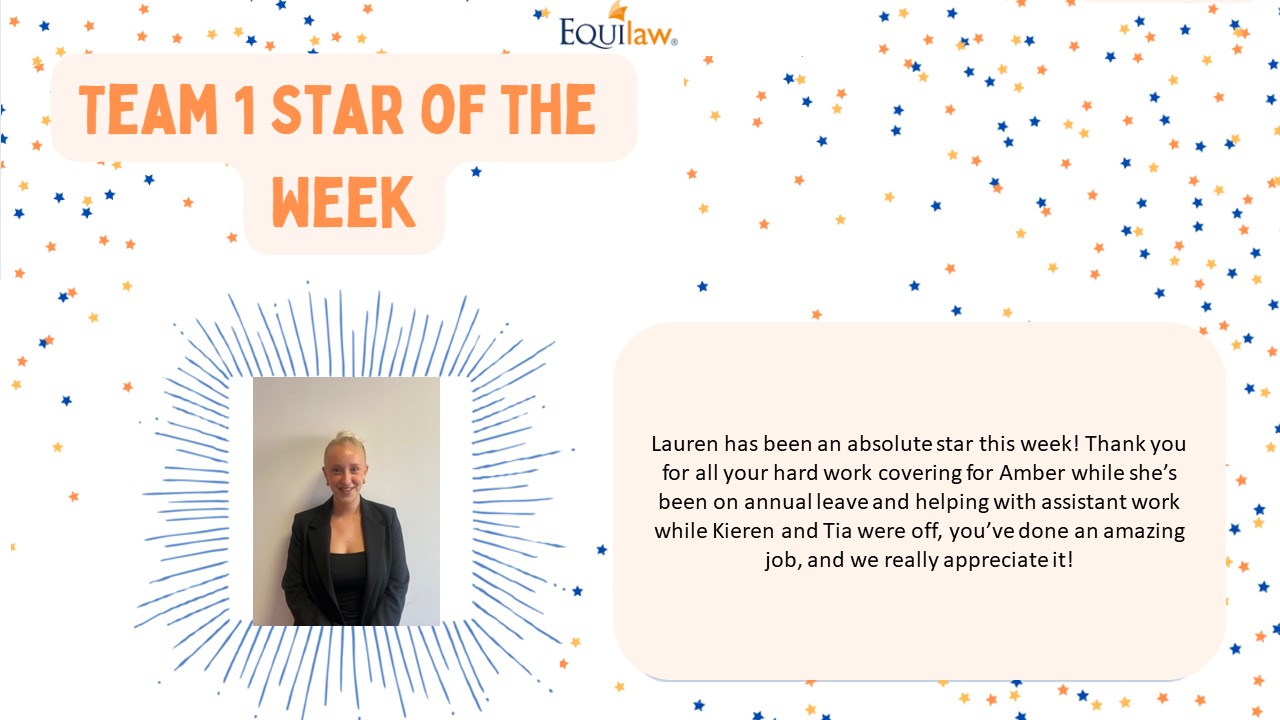 EQUIlaw®
TEAM 1 STAR OF THE
WEEK
Lauren has been an absolute star this week! Thank you
for all your hard work covering for Amber while she’s
been on annual leave and helping with assistant work
while Kieren and Tia were off, you’ve done an amazing
job, and we really appreciate it!